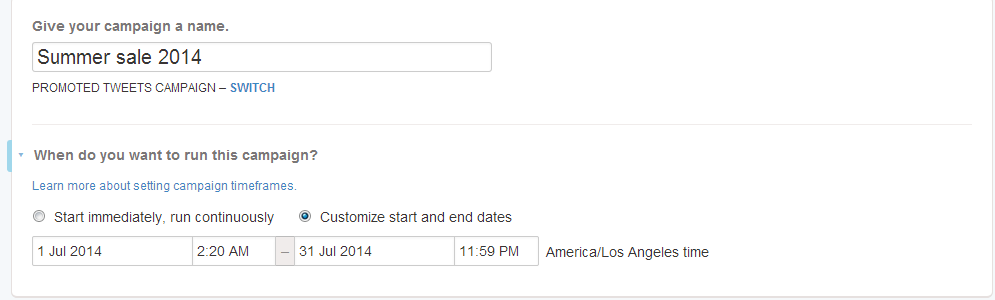 Give your campaign a name.
Summer sale 2014
PROMOTED TWEETS CAMPAIGN – SWITCH
When do you want to run this campaign?
Learn more about setting campaign timeframes.
Start immediately, run continuously Customize start and end dates
1 Jul 2014 2:20 AM – 31 Jul 2014 11:59 PM America/Los Angeles time